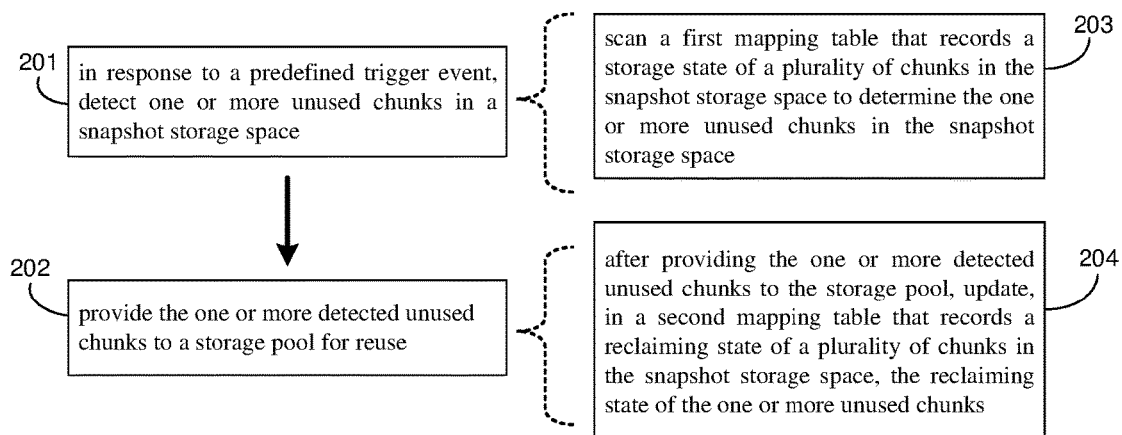 201
in response to a predefined trigger event,
detect one or more unused chunks in a
snapshot storage space
203
scan a first mapping table that records a
storage state of a plurality of chunks in the
snapshot storage space to determine the one
or more unused chunks in the snapshot
storage space
202
provide the one or more detected unused
chunks to a storage pool for reuse
204
after providing the one or more detected
unused chunks to the storage pool, update,
in a second mapping table that records a
reclaiming state of a plurality of chunks in
the snapshot storage space, the reclaiming
state of the one or more unused chunks